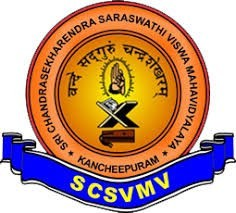 SRI CHANDRASEKHARENDRA SARASWATHI VISWA MAHAVIDYALAYA
वन्दे सद्गुरुं चन्द्रशेखरम्
• KANCHEEPURAM •
SCSVMV